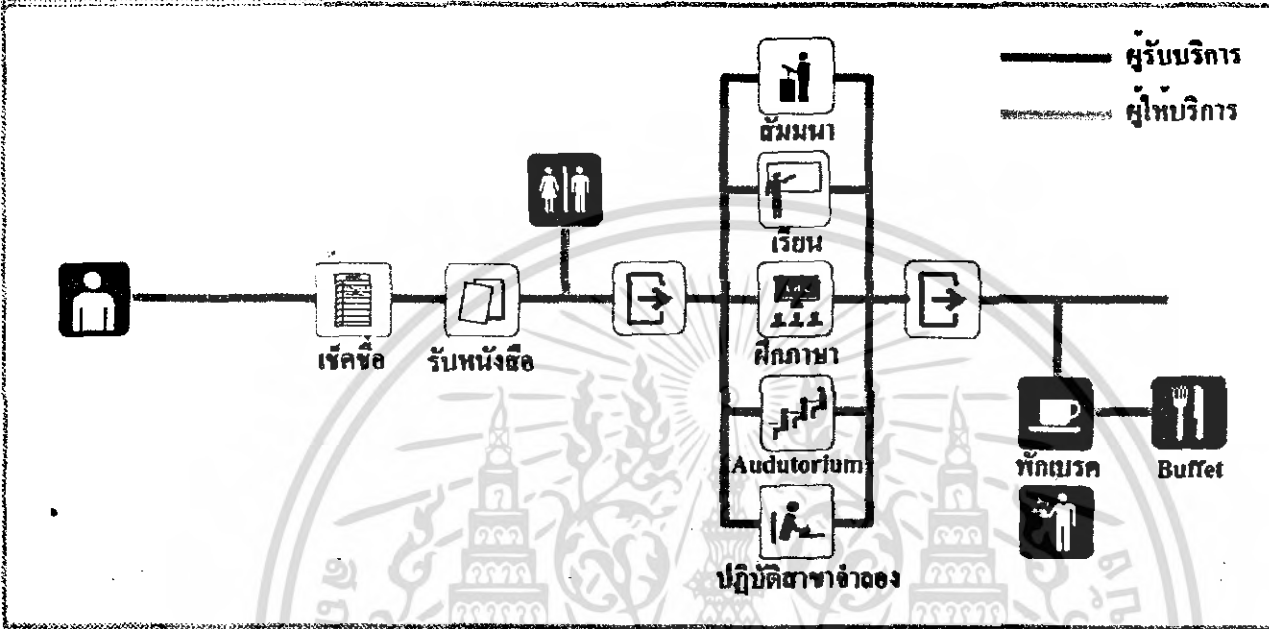 ผู้รับบริการ
ผู้ให้บริการ
สัมมนา
เรียน
เช็คชื่อ
รับหนังสือ
ฝึกภาษา
Audutorium
พักเบรค
Buffet
ปฏิบัติสาขาจำลอง